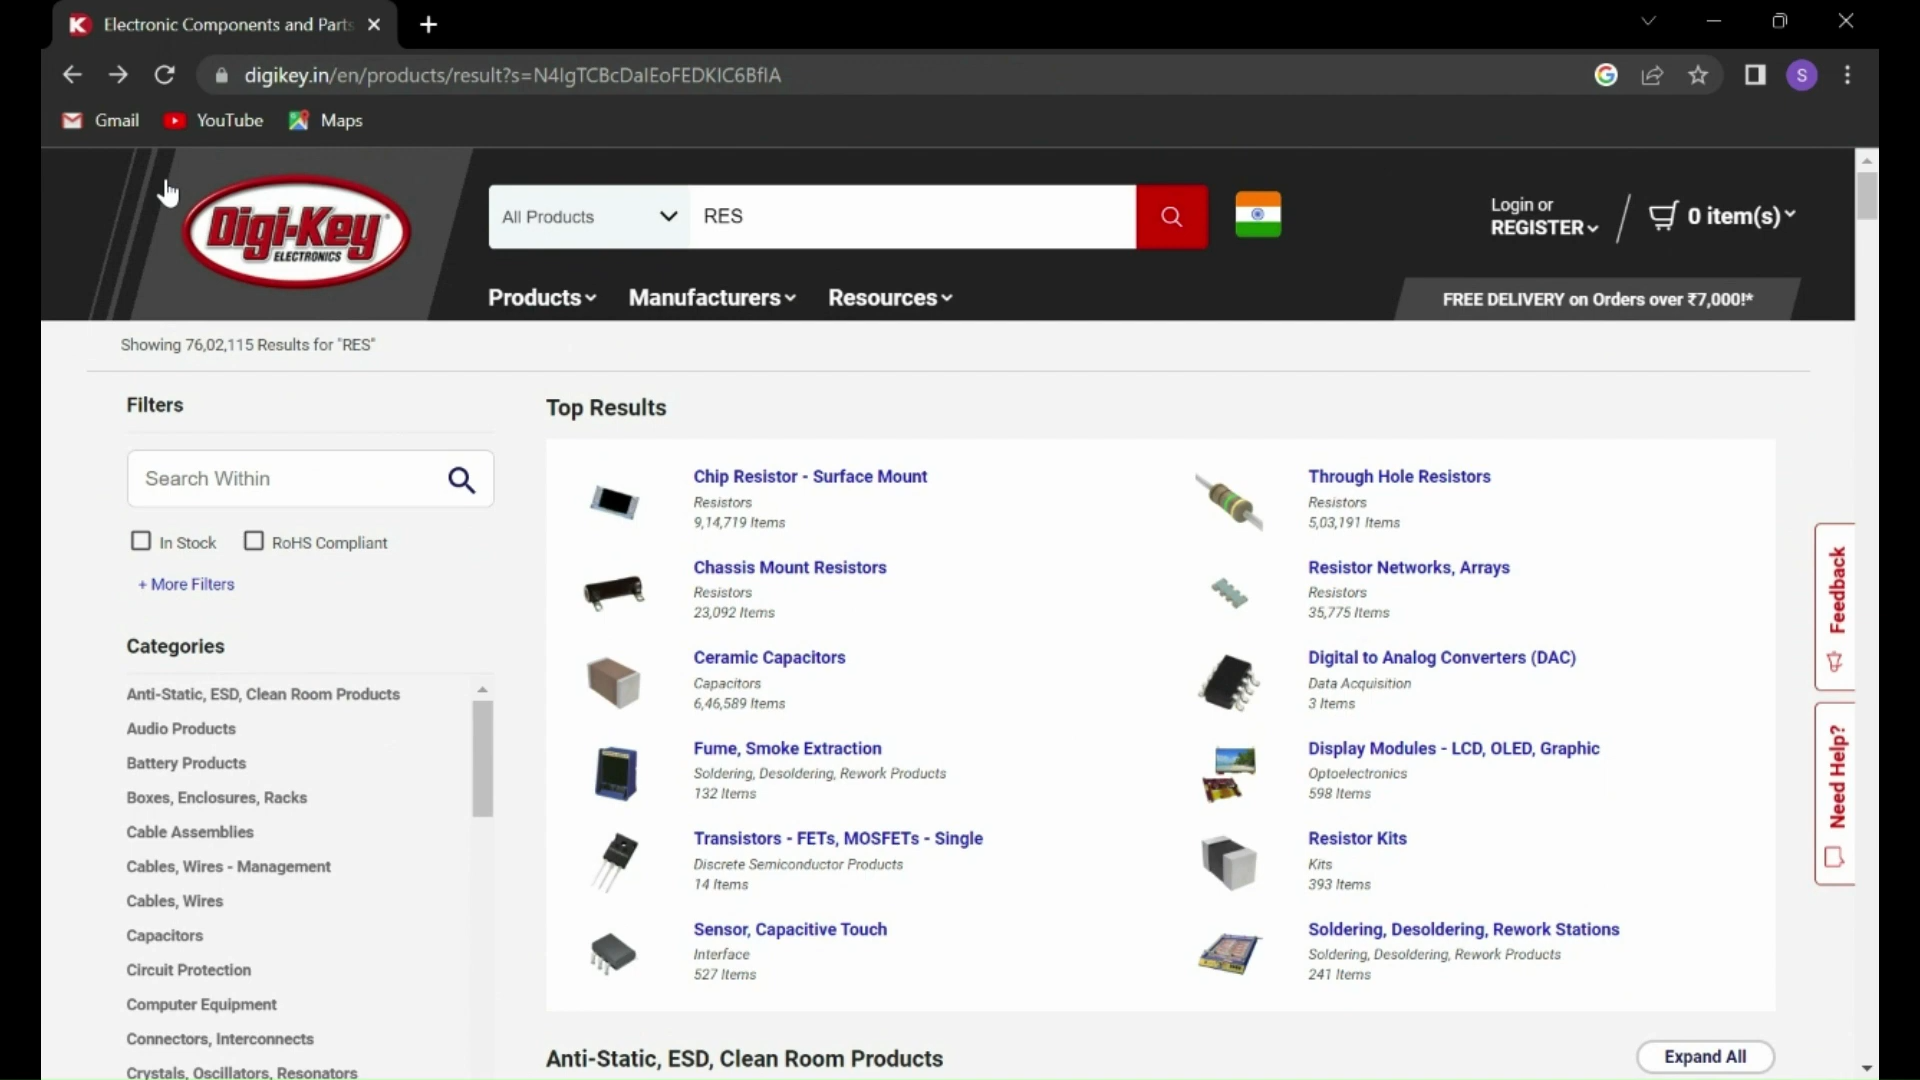 Electronic Components and Parts
digikey.in/en/products/result?s=N4IgTCBcDaIEoFEDKIC6BfIA
S
Gmail
YouTube
Maps
Digi-Key
ELECTRONICS
All Products
RES
Login or
REGISTER
0 item(s)
Products
Manufacturers
Resources
FREE DELIVERY on Orders over ₹7,000!*
Showing 76,02,115 Results for "RES"
Filters
Search Within
In Stock
RoHS Compliant
+ More Filters
Categories
Anti-Static, ESD, Clean Room Products
Audio Products
Battery Products
Boxes, Enclosures, Racks
Cable Assemblies
Cables, Wires - Management
Cables, Wires
Capacitors
Circuit Protection
Computer Equipment
Connectors, Interconnects
Crystals, Oscillators, Resonators
Top Results
Chip Resistor - Surface Mount
Resistors
9,14,719 Items
Through Hole Resistors
Resistors
5,03,191 Items
Chassis Mount Resistors
Resistors
23,092 Items
Resistor Networks, Arrays
Resistors
35,775 Items
Ceramic Capacitors
Capacitors
6,46,589 Items
Digital to Analog Converters (DAC)
Data Acquisition
3 Items
Fume, Smoke Extraction
Soldering, Desoldering, Rework Products
132 Items
Display Modules - LCD, OLED, Graphic
Optoelectronics
598 Items
Transistors - FETs, MOSFETs - Single
Discrete Semiconductor Products
14 Items
Resistor Kits
Kits
393 Items
Sensor, Capacitive Touch
Interface
527 Items
Soldering, Desoldering, Rework Stations
Soldering, Desoldering, Rework Products
241 Items
Anti-Static, ESD, Clean Room Products
Expand All
Feedback
Need Help?